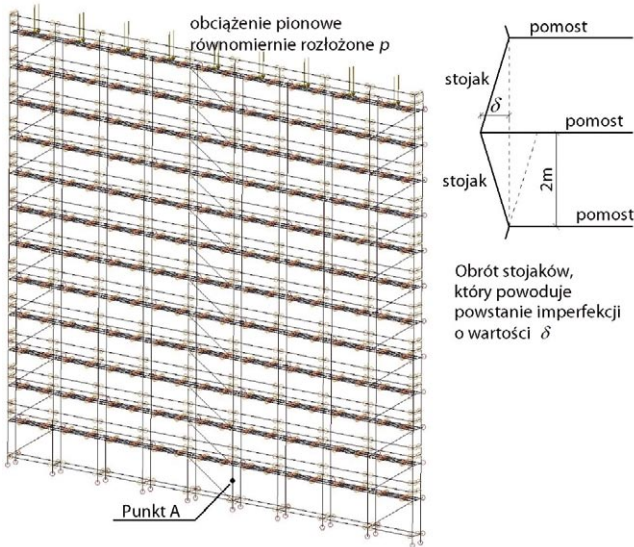 obciążenie pionowe
równomiernie rozłożone p
pomost
stojak
δ
pomost
stojak
2m
pomost
Obrót stojaków,
który powoduje
powstanie imperfekcji
o wartości δ
Punkt A